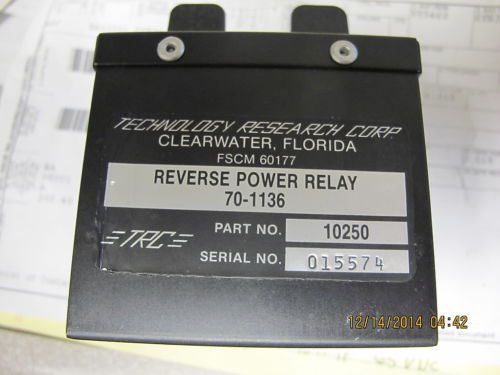 TECHNOLOGY RESEARCH CORP.
CLEARWATER, FLORIDA
FSCM 60177
REVERSE POWER RELAY
70-1136
TRC
PART NO. 10250
SERIAL NO. 015574
12/14/2014 04:42